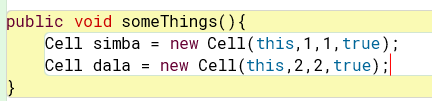 public void someThings(){
    Cell simba = new Cell(this,1,1,true);
    Cell dala = new Cell(this,2,2,true);
}